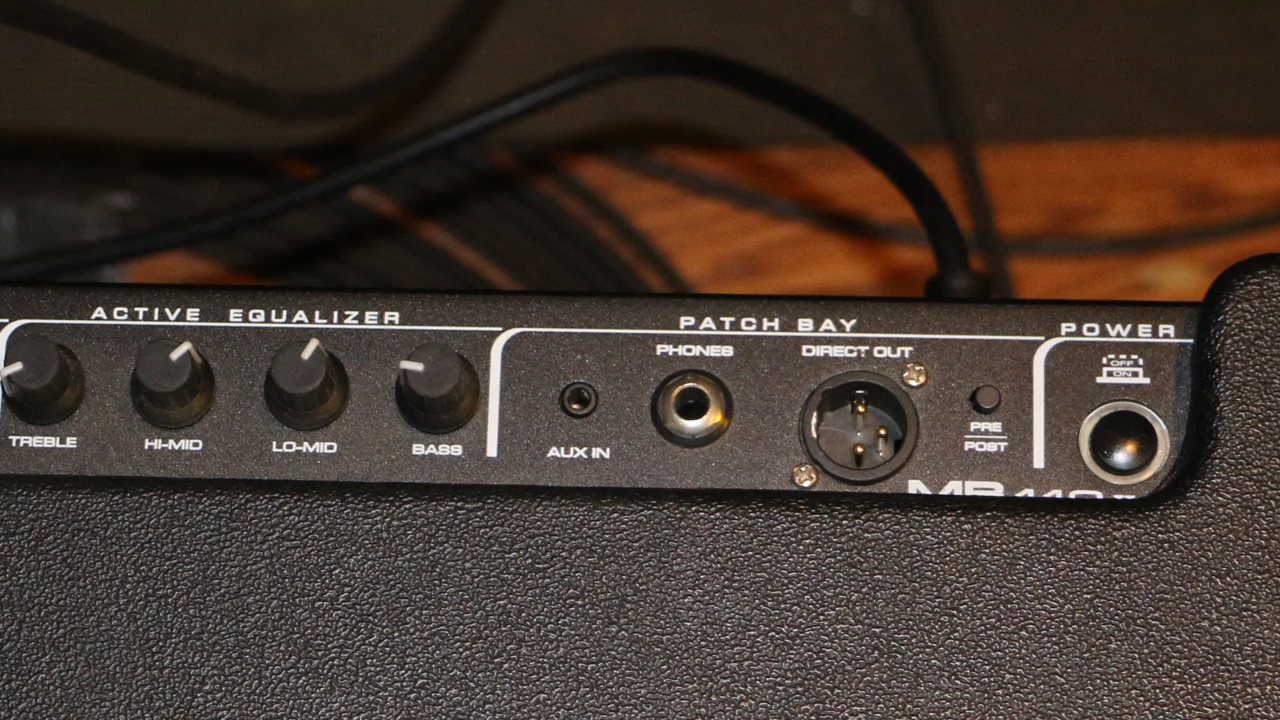 ACTIVE EQUALIZER
TREBLE
HI-MID
LO-MID
BASS
PATCH BAY
PHONES
DIRECT OUT
AUX IN
PRE
POST
POWER
OFF
ON